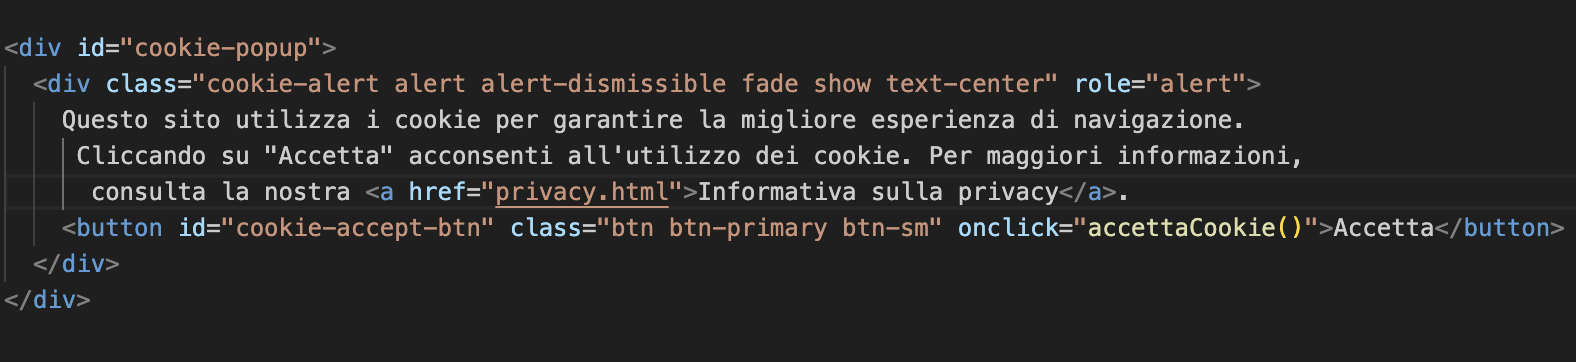 <div id="cookie-popup">
<div class="cookie-alert alert alert-dismissible fade show text-center" role="alert">
Questo sito utilizza i cookie per garantire la migliore esperienza di navigazione.
Cliccando su "Accetta" acconsenti all'utilizzo dei cookie. Per maggiori informazioni,
consulta la nostra <a href="privacy.html">Informativa sulla privacy</a>.
<button id="cookie-accept-btn" class="btn btn-primary btn-sm" onclick="accettaCookie()">Accetta</button>
</div>
</div>